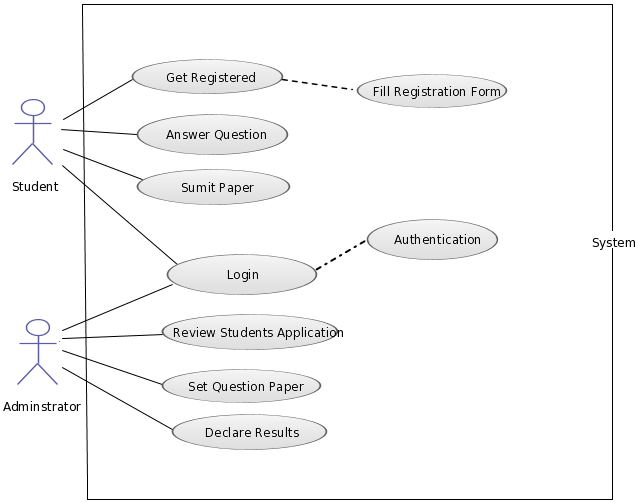 Get Registered
Fill Registration Form
Answer Question
Student
Sumit Paper
Authentication
System
Login
Review Students Application
Set Question Paper
Adminstrator
Declare Results